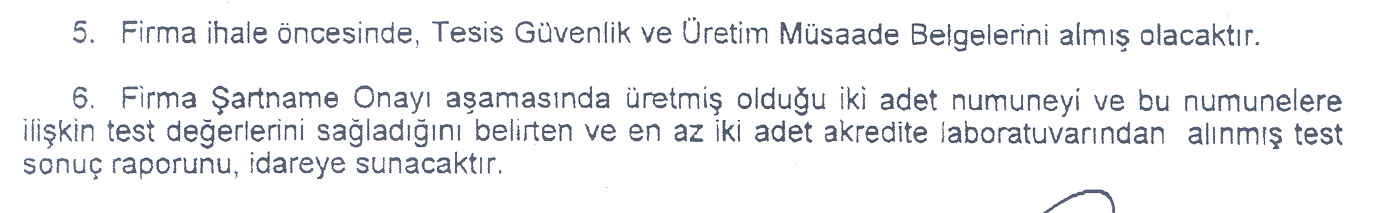 5. Firma ihale öncesinde, Tesis Güvenlik ve Üretim Müsaade Belgelerini almış olacaktır.
6. Firma Şartname Onayı aşamasında üretmiş olduğu iki adet numuneyi ve bu numunelere
ilişkin test değerlerini sağladığını belirten ve en az iki adet akredite laboratuvarından alınmış test
sonuç raporunu, idareye sunacaktır.